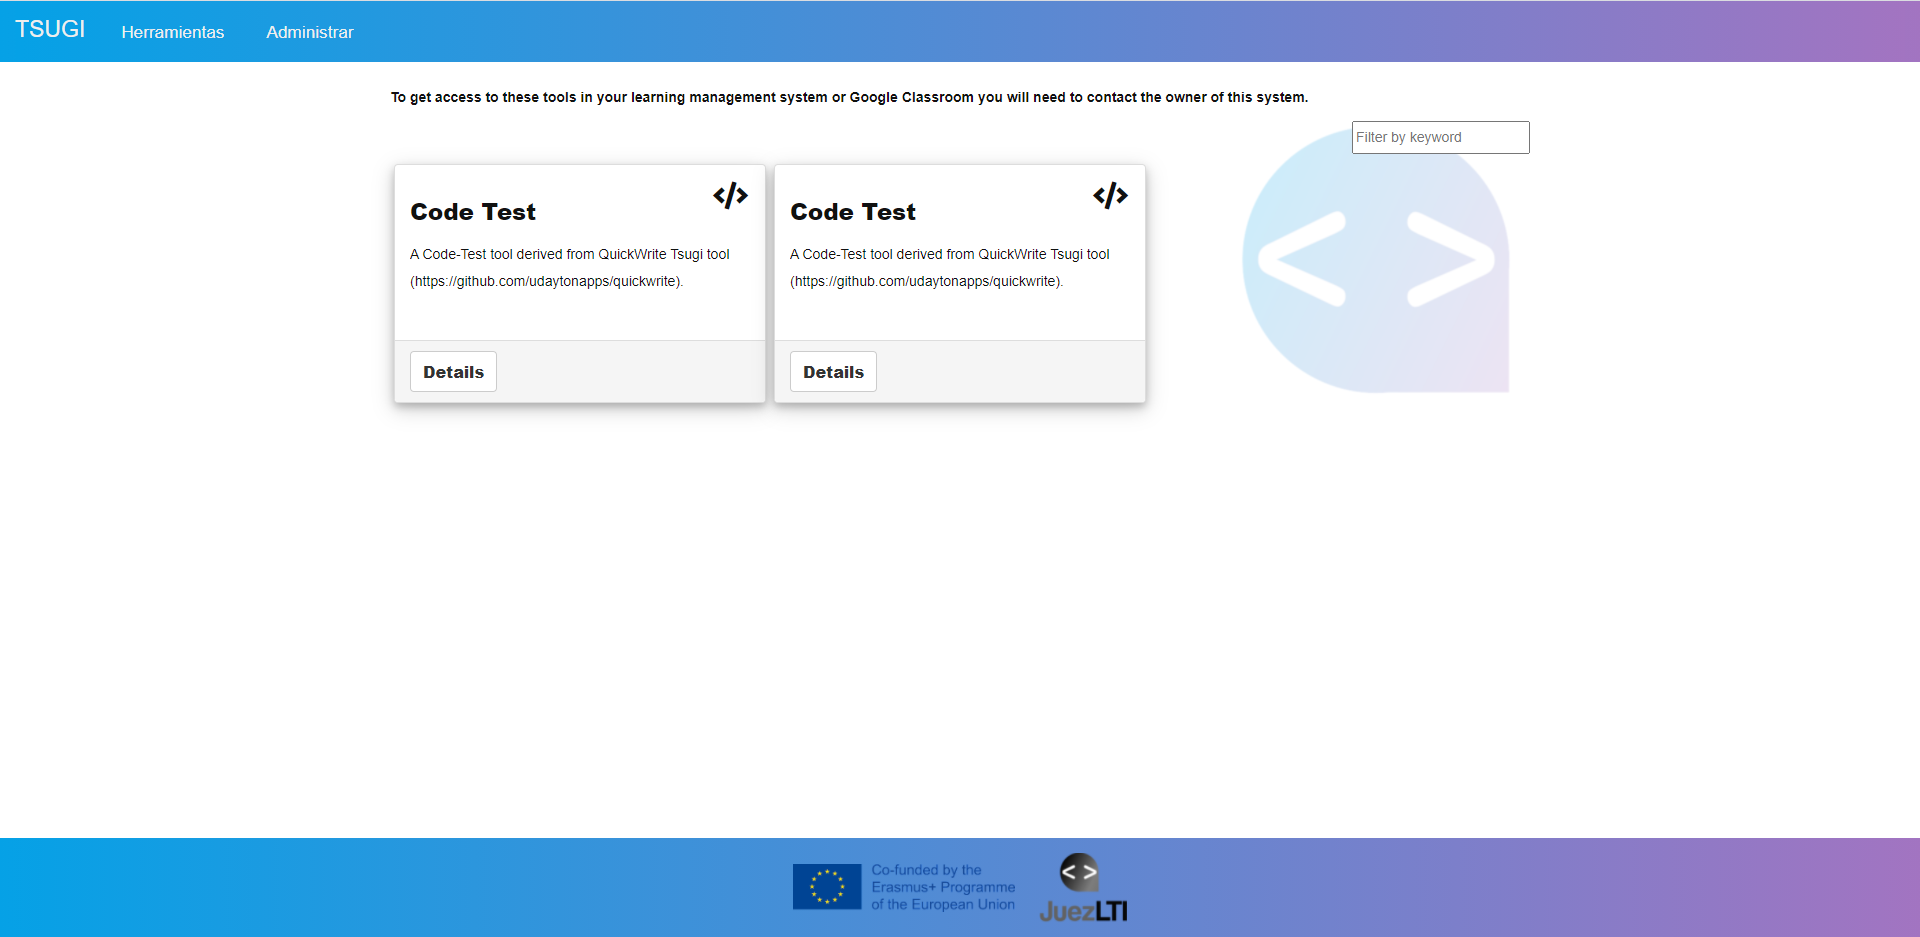 TSUGI Herramientas Administrar
To get access to these tools in your learning management system or Google Classroom you will need to contact the owner of this system.
Filter by keyword
Code Test
A Code-Test tool derived from QuickWrite Tsugi tool
(https://github.com/udaytonapps/quickwrite).
Details
Code Test
A Code-Test tool derived from QuickWrite Tsugi tool
(https://github.com/udaytonapps/quickwrite).
Details
Co-funded by the
Erasmus+ Programme
of the European Union
JuezLTI